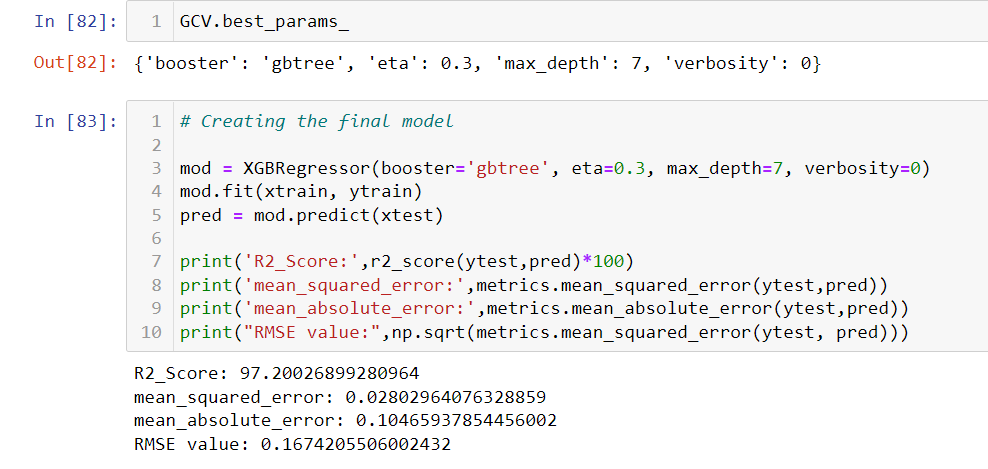 In [82]: 1 GCV.best_params_
Out[82]: {'booster': 'gbtree', 'eta': 0.3, 'max_depth': 7, 'verbosity': 0}
In [83]: 1 # Creating the final model
2
3 mod = XGBRegressor(booster='gbtree', eta=0.3, max_depth=7, verbosity=0)
4 mod.fit(xtrain, ytrain)
5 pred = mod.predict(xtest)
6
7 print('R2_Score:',r2_score(ytest,pred)*100)
8 print('mean_squared_error:',metrics.mean_squared_error(ytest,pred))
9 print('mean_absolute_error:',metrics.mean_absolute_error(ytest,pred))
10 print("RMSE value:",np.sqrt(metrics.mean_squared_error(ytest, pred)))
R2_Score: 97.20026899280964
mean_squared_error: 0.02802964076328859
mean_absolute_error: 0.10465937854456002
RMSE value: 0.1674205506002432